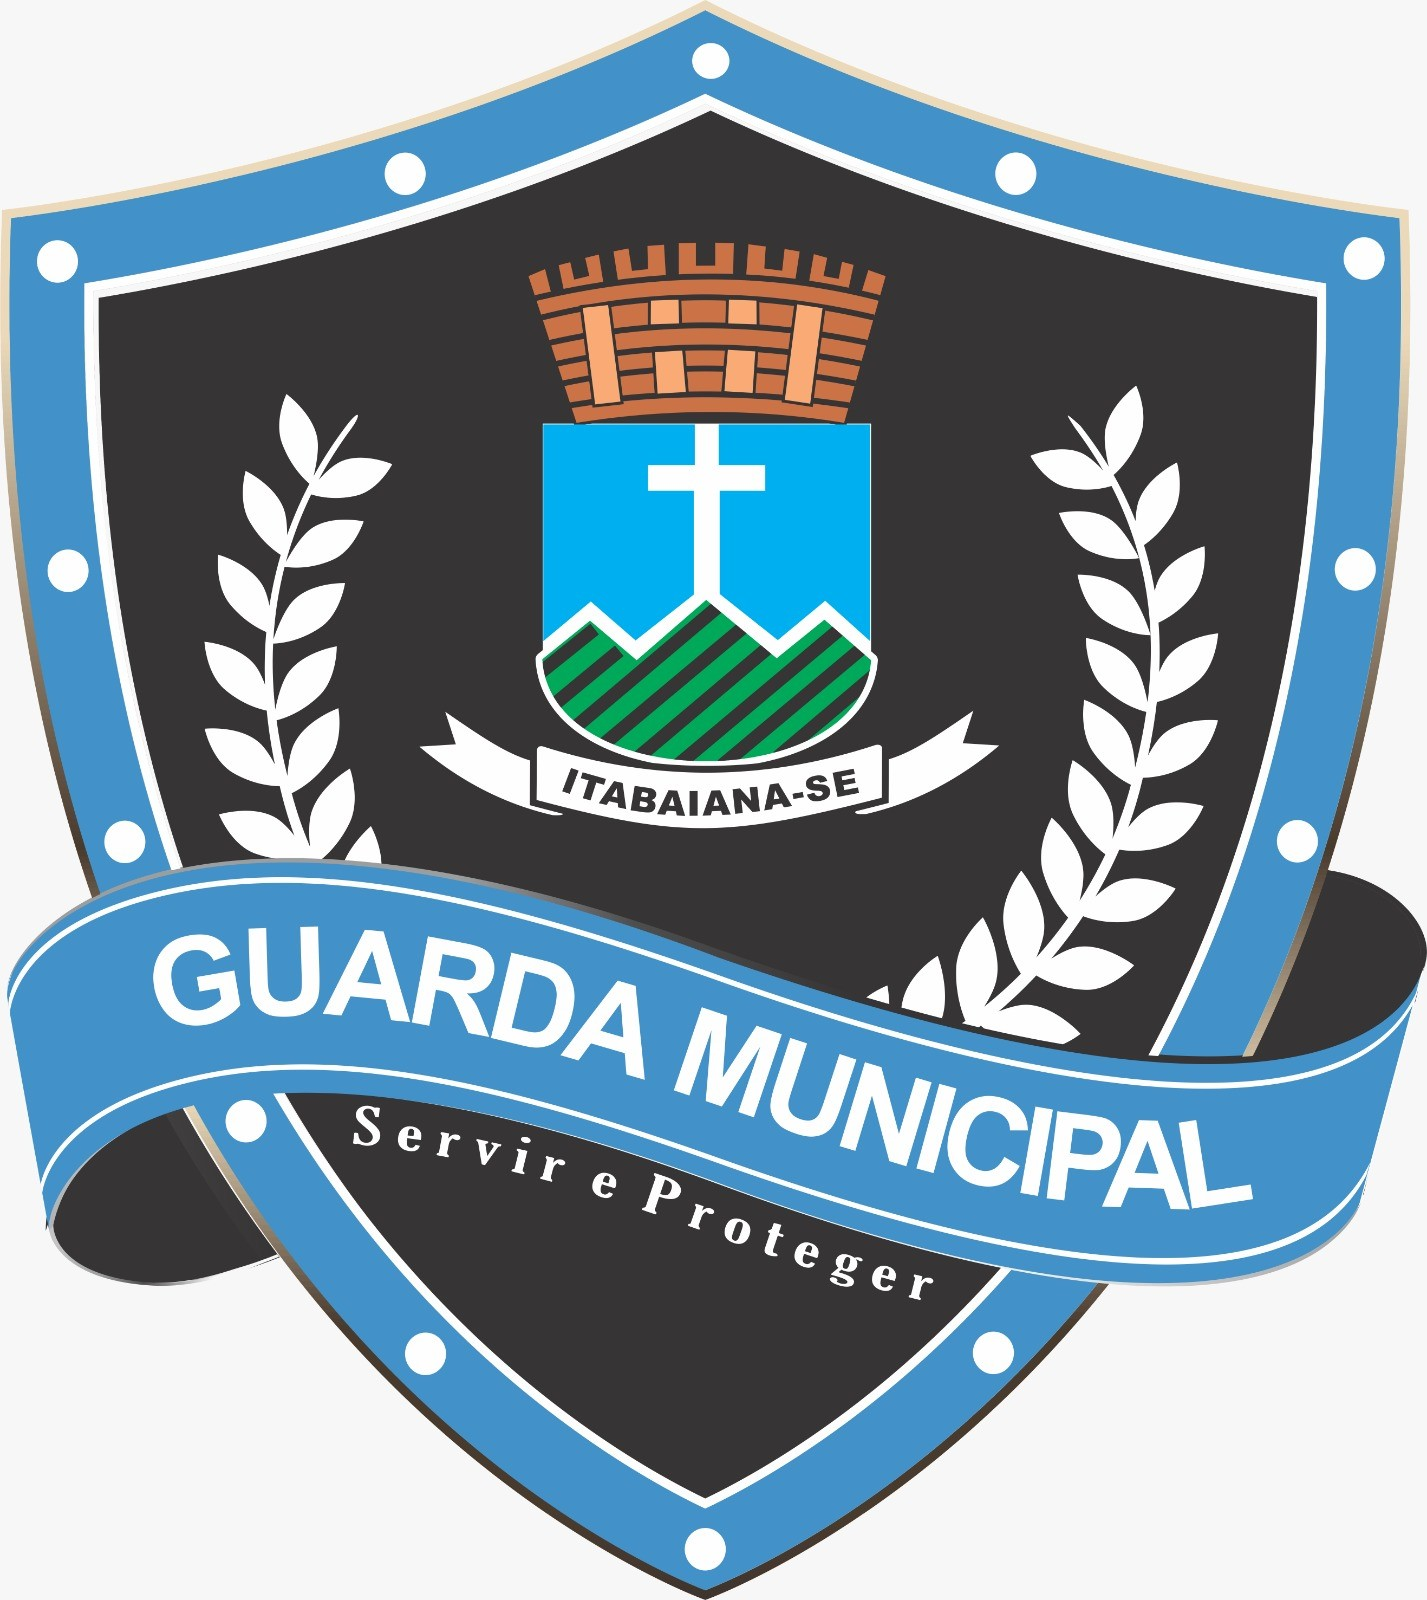 ITABAIANA-SE
GUARDA MUNICIPAL
Servir e Proteger